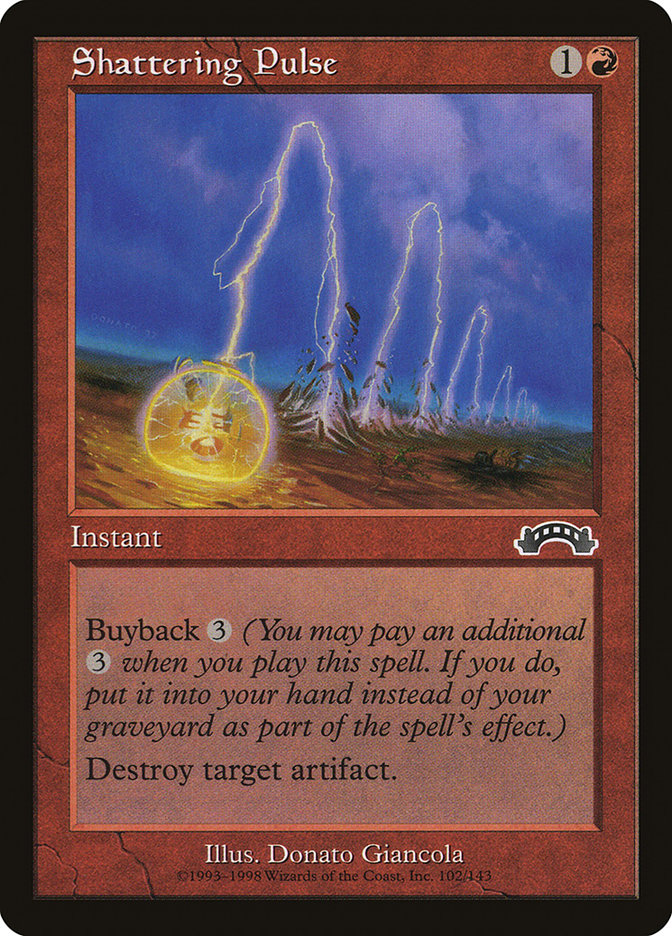 Shattering Pulse 1
DONATO 97
Instant
Buyback 3 (You may pay an additional
3 when you play this spell. If you do,
put it into your hand instead of your
graveyard as part of the spell's effect.)
Destroy target artifact.
Illus. Donato Giancola
©1993–1998 Wizards of the Coast, Inc. 102/143